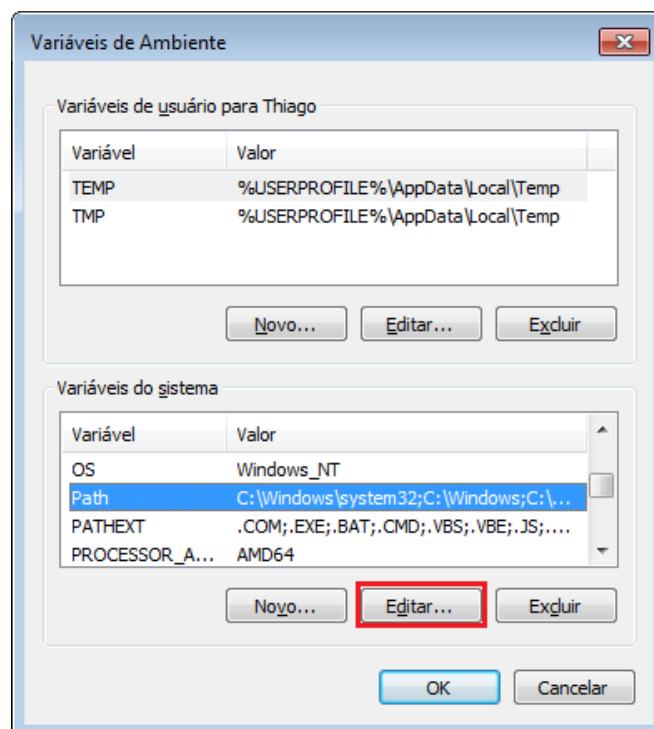 Variáveis de Ambiente
Variáveis de usuário para Thiago
Variável Valor
TEMP %USERPROFILE%\AppData\Local\Temp
TMP %USERPROFILE%\AppData\Local\Temp
Novo... Editar... Excluir
Variáveis do sistema
Variável Valor
OS Windows_NT
Path C:\Windows\system32;C:\Windows;C:\...
PATHEXT .COM;.EXE;.BAT;.CMD;.VBS;.VBE;.JS;....
PROCESSOR_A... AMD64
Novo... Editar... Excluir
OK Cancelar